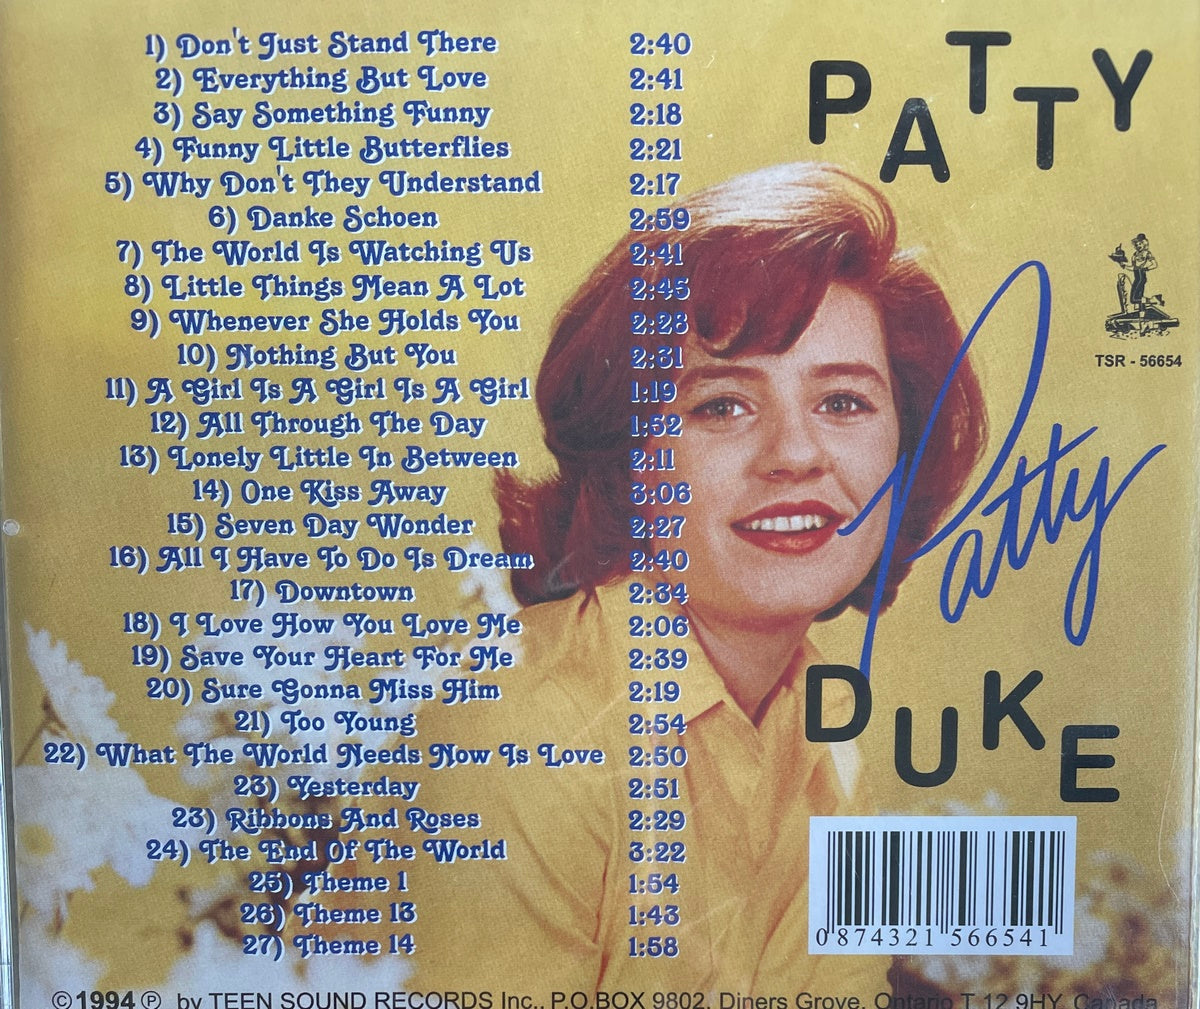 1) Don't Just Stand There 2:40
2) Everything But Love 2:41
3) Say Something Funny 2:18
4) Funny Little Butterflies 2:21
5) Why Don't They Understand 2:17
6) Danke Schoen 2:59
7) The World Is Watching Us 2:41
8) Little Things Mean A Lot 2:45
9) Whenever She Holds You 2:28
10) Nothing But You 2:31
11) A Girl Is A Girl Is A Girl 1:19
12) All Through The Day 1:52
13) Lonely Little In Between 2:11
14) One Kiss Away 3:06
15) Seven Day Wonder 2:27
16) All I Have To Do Is Dream 2:40
17) Downtown 2:34
18) I Love How You Love Me 2:06
19) Save Your Heart For Me 2:39
20) Sure Gonna Miss Him 2:19
21) Too Young 2:54
22) What The World Needs Now Is Love 2:50
23) Yesterday 2:51
23) Ribbons And Roses 2:29
24) The End Of The World 3:22
25) Theme 1 1:54
26) Theme 13 1:43
27) Theme 14 1:58
PATTY
TSR - 56654
Patty
DUKE
0 874321 566541
©1994 ℗ by TEEN SOUND RECORDS Inc., P.O.BOX 9802, Diners Grove, Ontario T 12 9HY, Canada